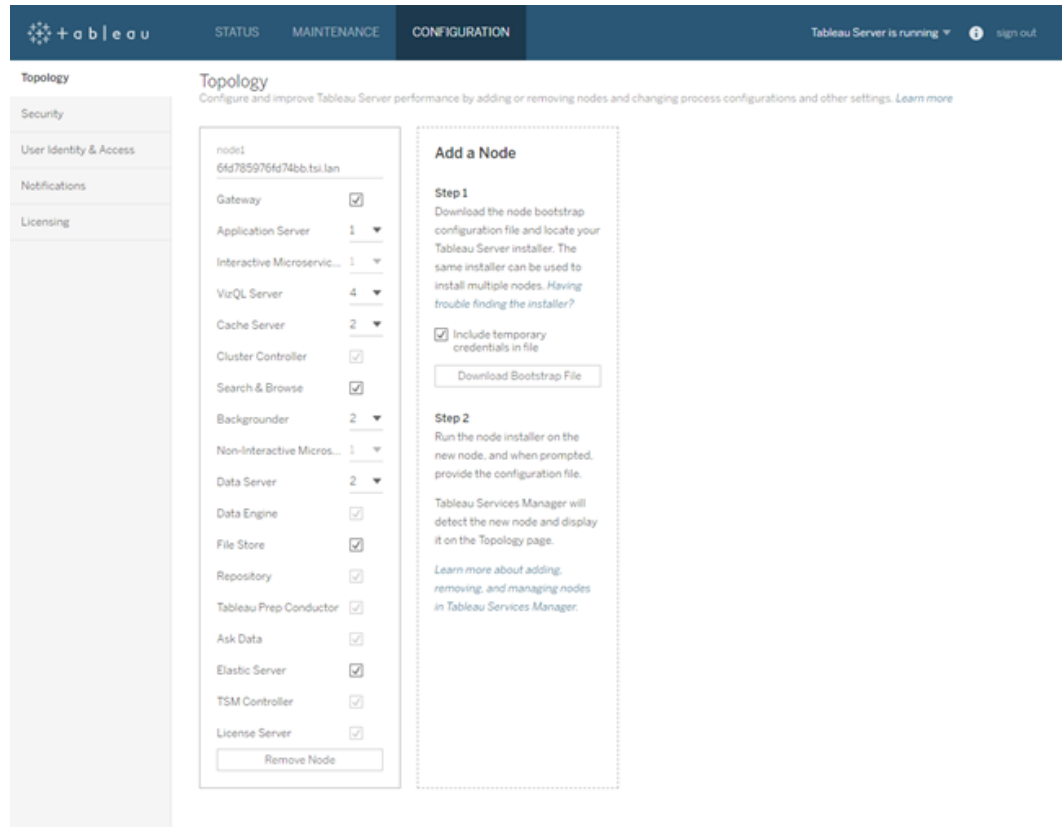 +ableau
STATUS
MAINTENANCE
CONFIGURATION
Tableau Server is running
sign out
Topology
Security
User Identity & Access
Notifications
Licensing
Topology
Configure and improve Tableau Server performance by adding or removing nodes and changing process configurations and other settings. Learn more
node1
6fd785976fd74bb.tsi.lan
Gateway
Application Server 1
Interactive Microservic... 1
VizQL Server 4
Cache Server 2
Cluster Controller
Search & Browse
Backgrounder 2
Non-Interactive Micros... 1
Data Server 2
Data Engine
File Store
Repository
Tableau Prep Conductor
Ask Data
Elastic Server
TSM Controller
License Server
Remove Node
Add a Node
Step 1
Download the node bootstrap
configuration file and locate your
Tableau Server installer. The
same installer can be used to
install multiple nodes. Having
trouble finding the installer?
Include temporary
credentials in file
Download Bootstrap File
Step 2
Run the node installer on the
new node, and when prompted,
provide the configuration file.
Tableau Services Manager will
detect the new node and display
it on the Topology page.
Learn more about adding,
removing, and managing nodes
in Tableau Services Manager.